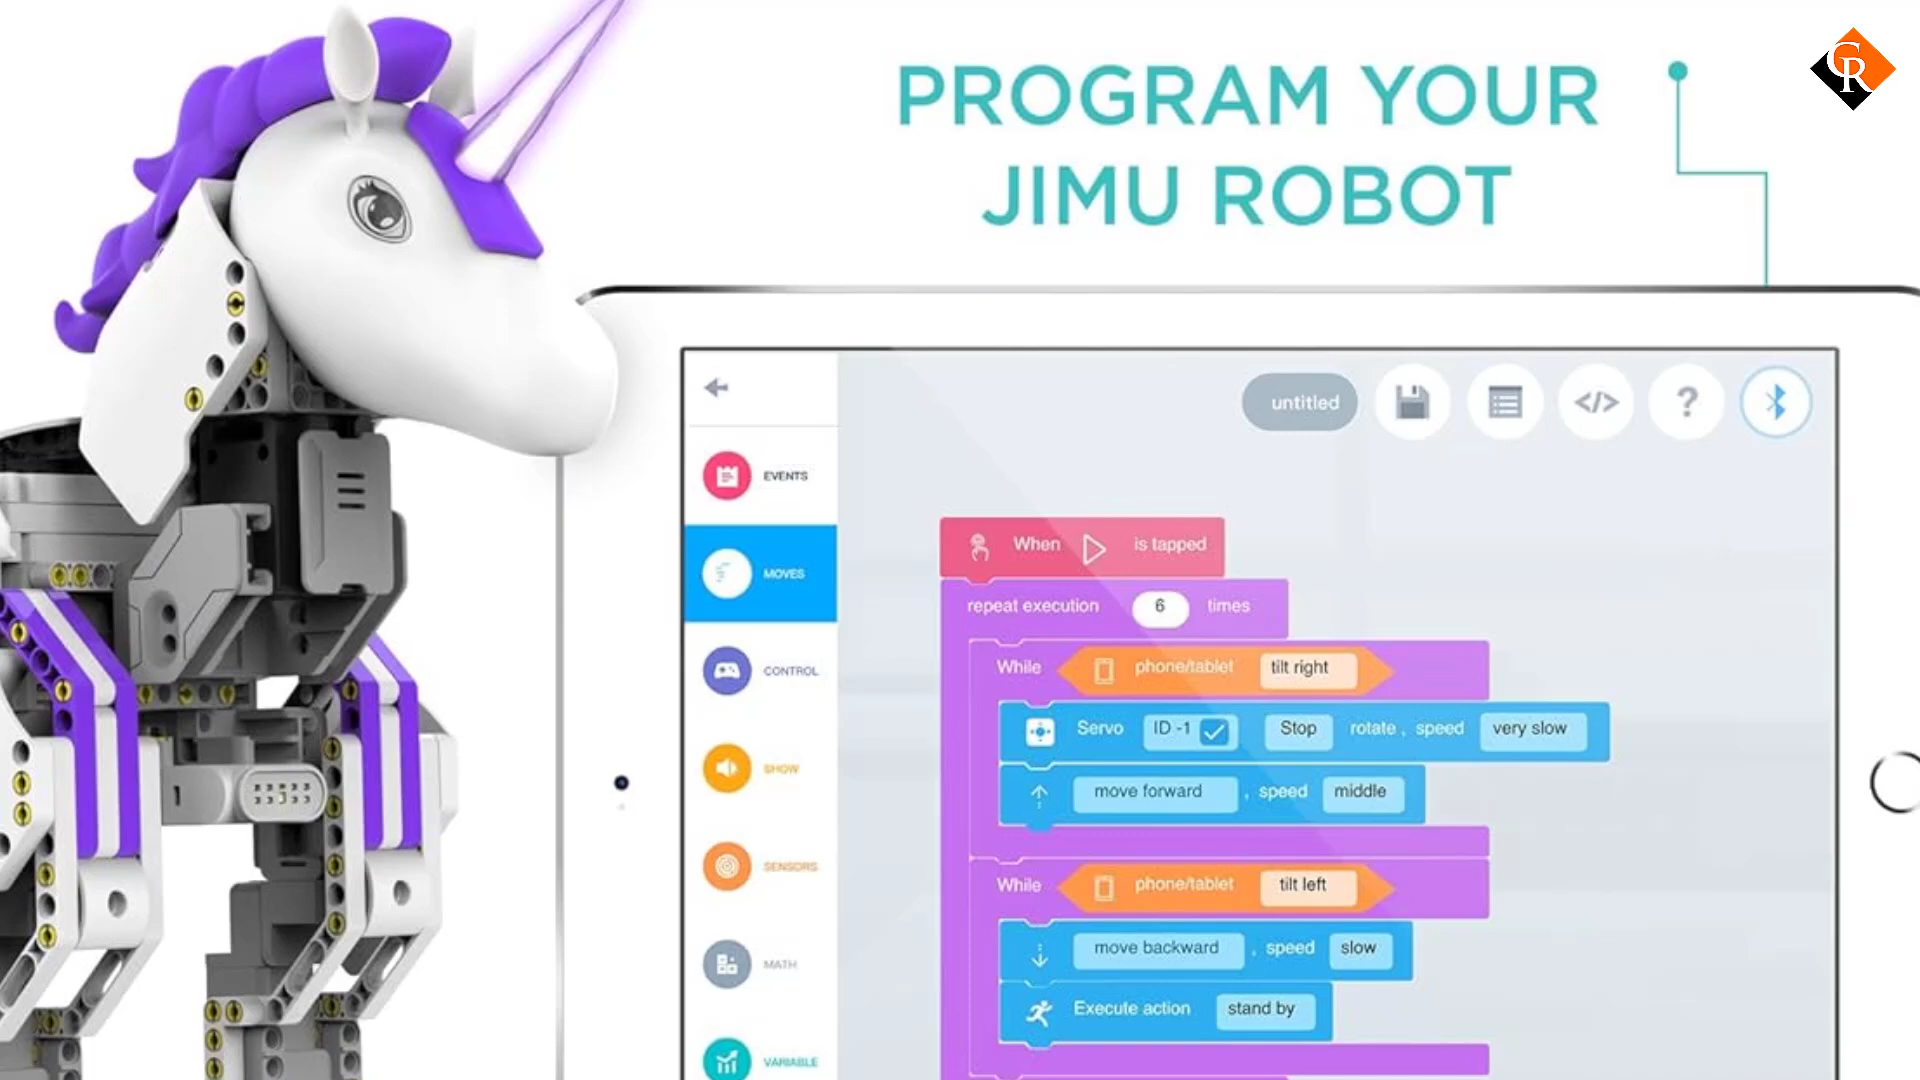 PROGRAM YOUR
JIMU ROBOT
CR
untitled
</>
?
EVENTS
MOVES
CONTROL
SHOW
SENSORS
MATH
VARIABLE
When is tapped
repeat execution 6 times
While phone/tablet tilt right
Servo ID -1 Stop rotate , speed very slow
move forward , speed middle
While phone/tablet tilt left
move backward , speed slow
Execute action stand by